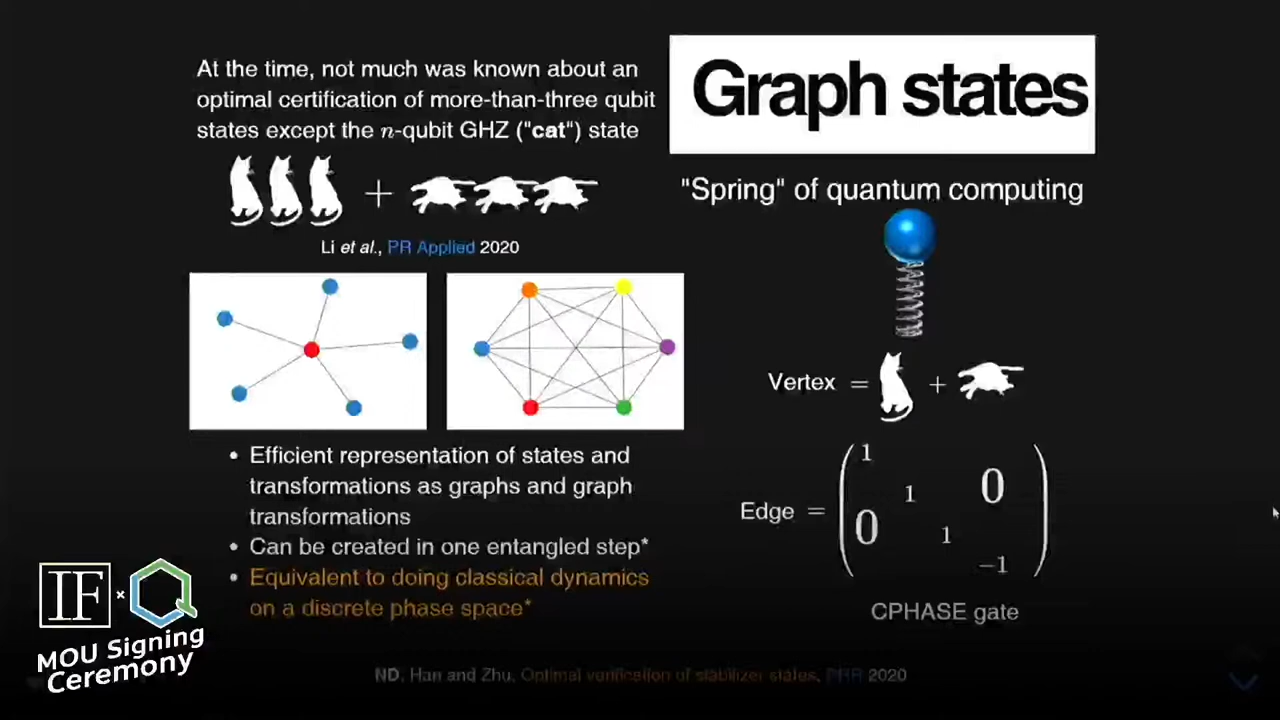 At the time, not much was known about an
optimal certification of more-than-three qubit
states except the n-qubit GHZ ("cat") state
+
Li et al., PR Applied 2020
Graph states
"Spring" of quantum computing
Vertex = +
Edge = ( 1 1 0 0 1 −1 )
CPHASE gate
• Efficient representation of states and
transformations as graphs and graph
transformations
• Can be created in one entangled step*
• Equivalent to doing classical dynamics
on a discrete phase space*
IF × Q
MOU Signing
Ceremony
ND, Han and Zhu, Optimal verification of stabilizer states, PRR 2020